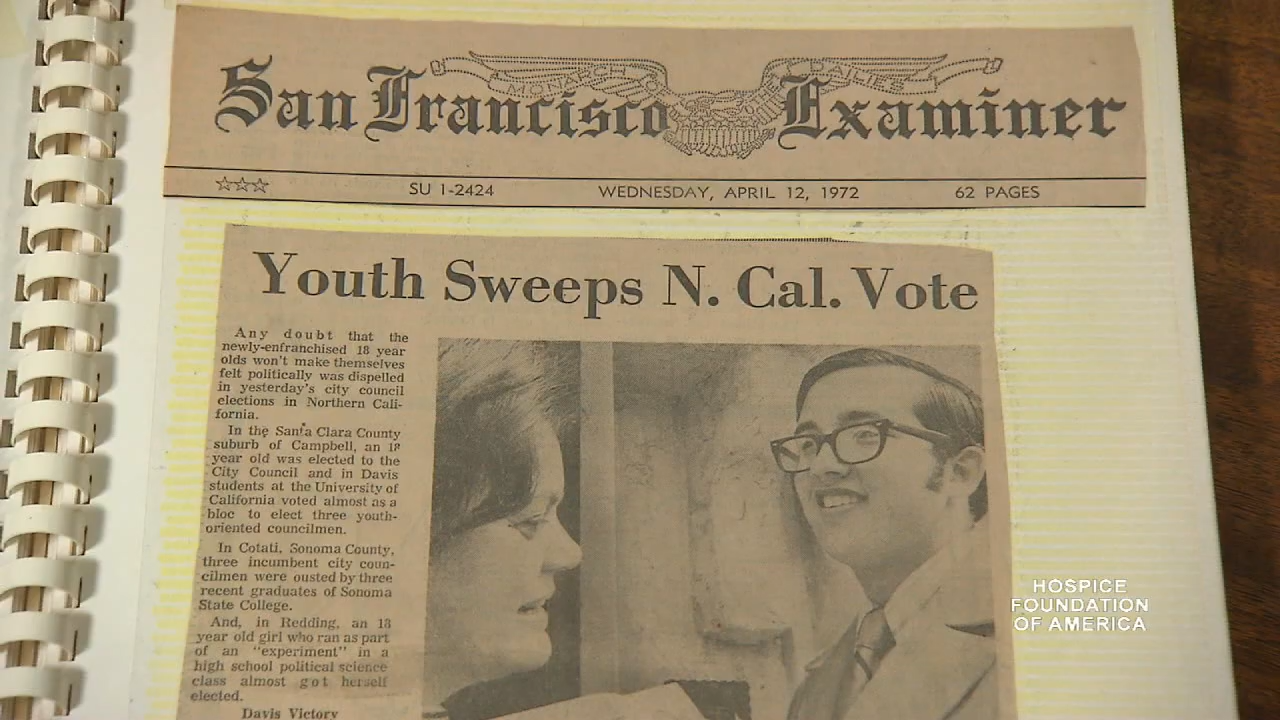 San Francisco Examiner
MONARCH OF THE DAILIES
☆☆☆ SU 1-2424 WEDNESDAY, APRIL 12, 1972 62 PAGES
Youth Sweeps N. Cal. Vote
Any doubt that the
newly-enfranchised 18 year
olds won't make themselves
felt politically was dispelled
in yesterday's city council
elections in Northern Cali-
fornia.
In the Santa Clara County
suburb of Campbell, an 18
year old was elected to the
City Council and in Davis
students at the University of
California voted almost as a
bloc to elect three youth-
oriented councilmen.
In Cotati, Sonoma County,
three incumbent city coun-
cilmen were ousted by three
recent graduates of Sonoma
State College.
And, in Redding, an 18
year old girl who ran as part
of an "experiment" in a
high school political science
class almost got herself
elected.
Davis Victory
HOSPICE
FOUNDATION
OF AMERICA